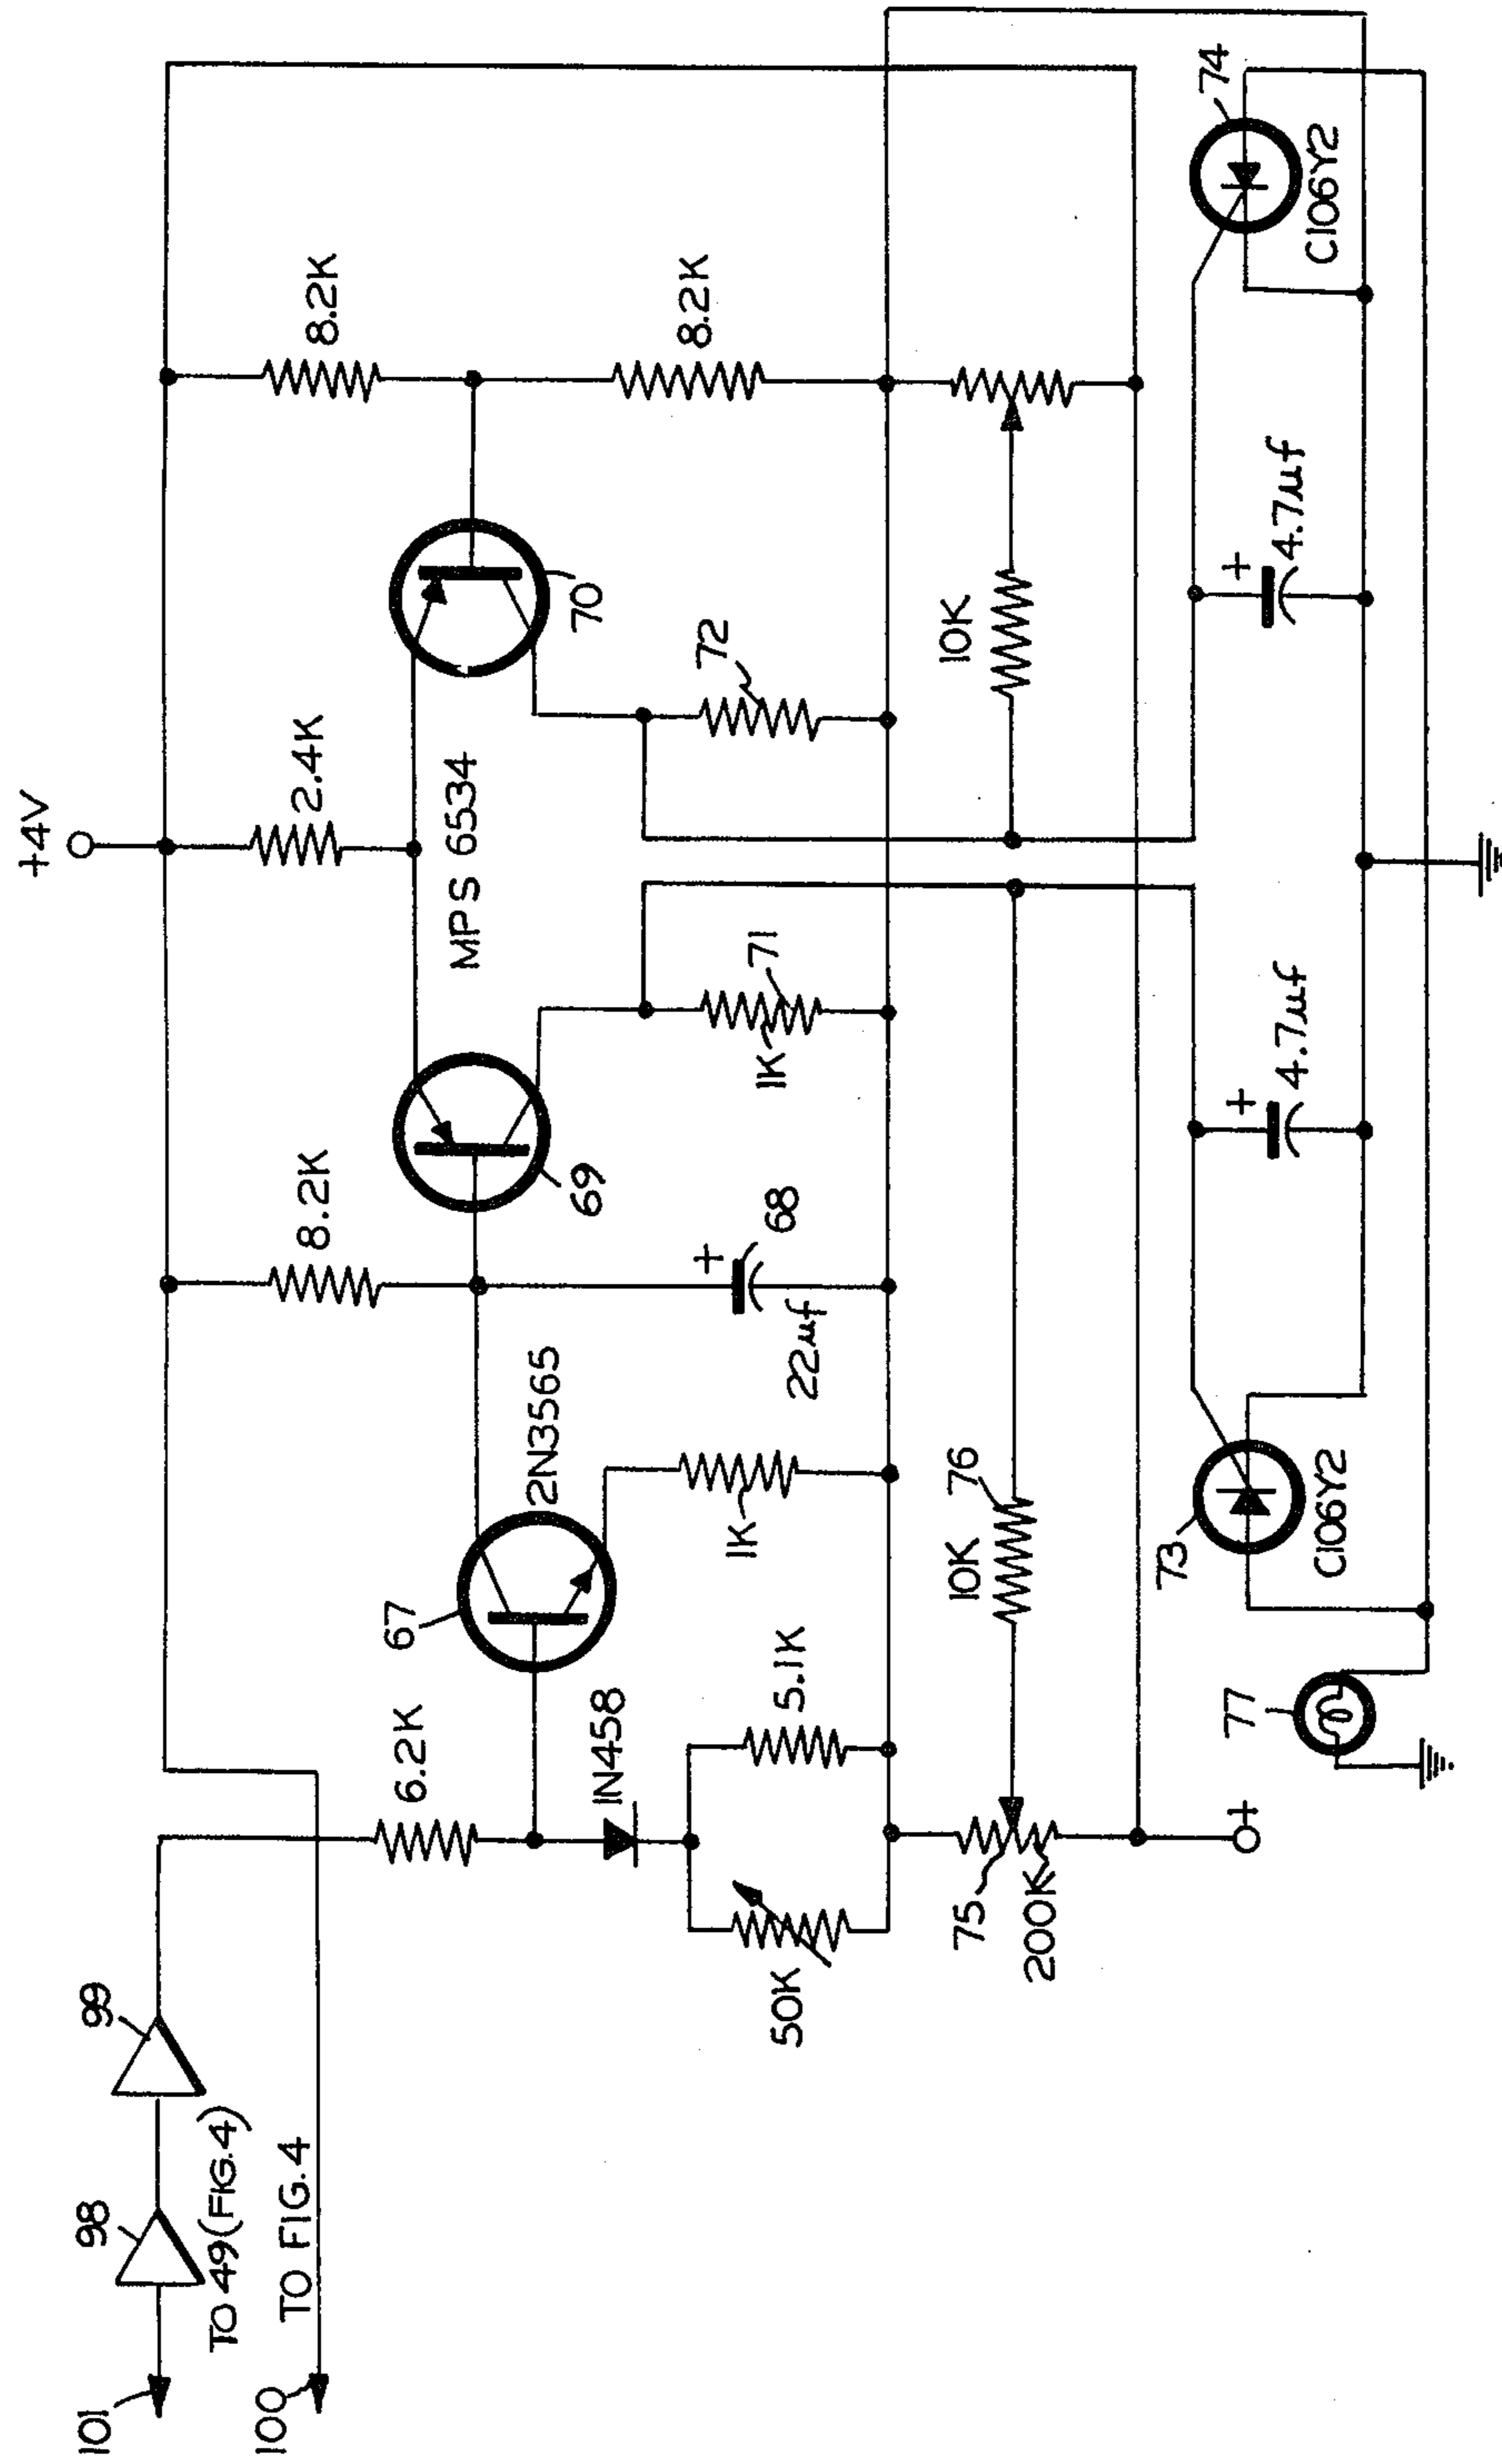 101
98
99
TO 49 (FIG. 4)
100
TO FIG. 4
+4V
6.2K
8.2K
2.4K
8.2K
67
2N3565
69
MPS 6534
70
8.2K
1N458
50K
5.1K
1K
22µf
+
68
1K
71
72
75
200K
10K
76
10K
+
77
73
C106Y2
+
4.7µf
+
4.7µf
74
C106Y2